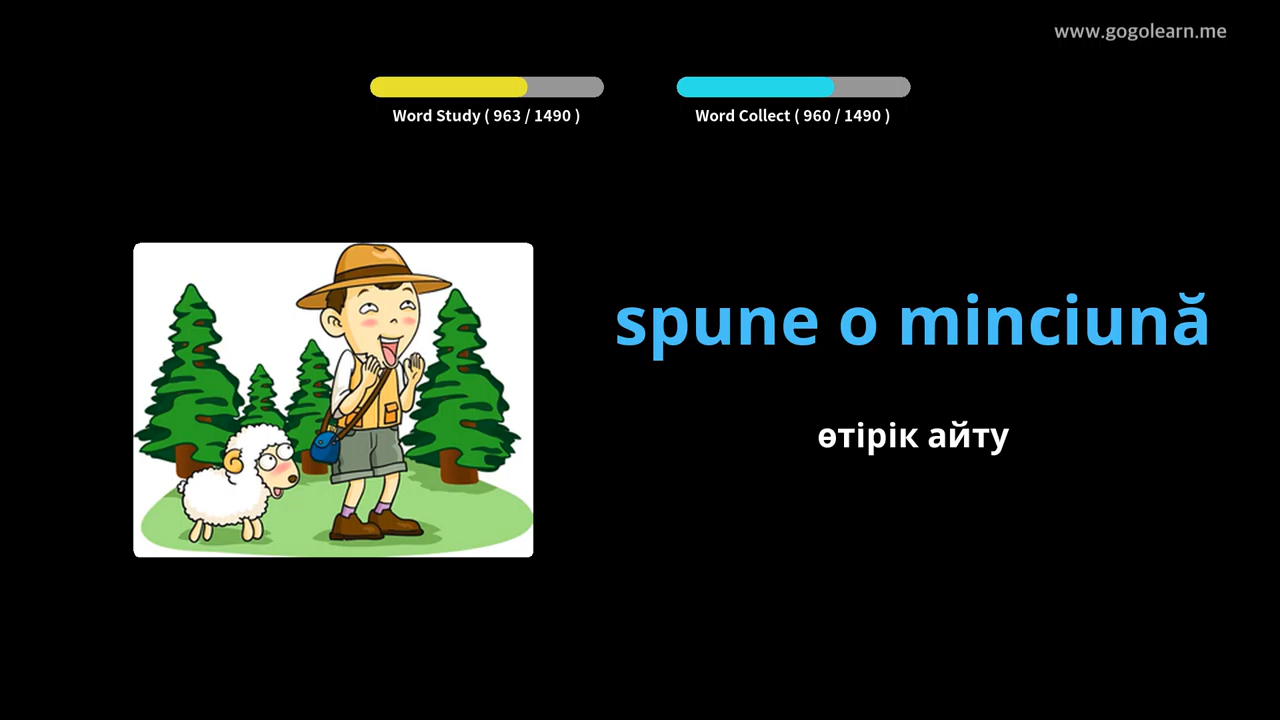 www.gogolearn.me
Word Study ( 963 / 1490 )
Word Collect ( 960 / 1490 )
spune o minciună
өтірік айту